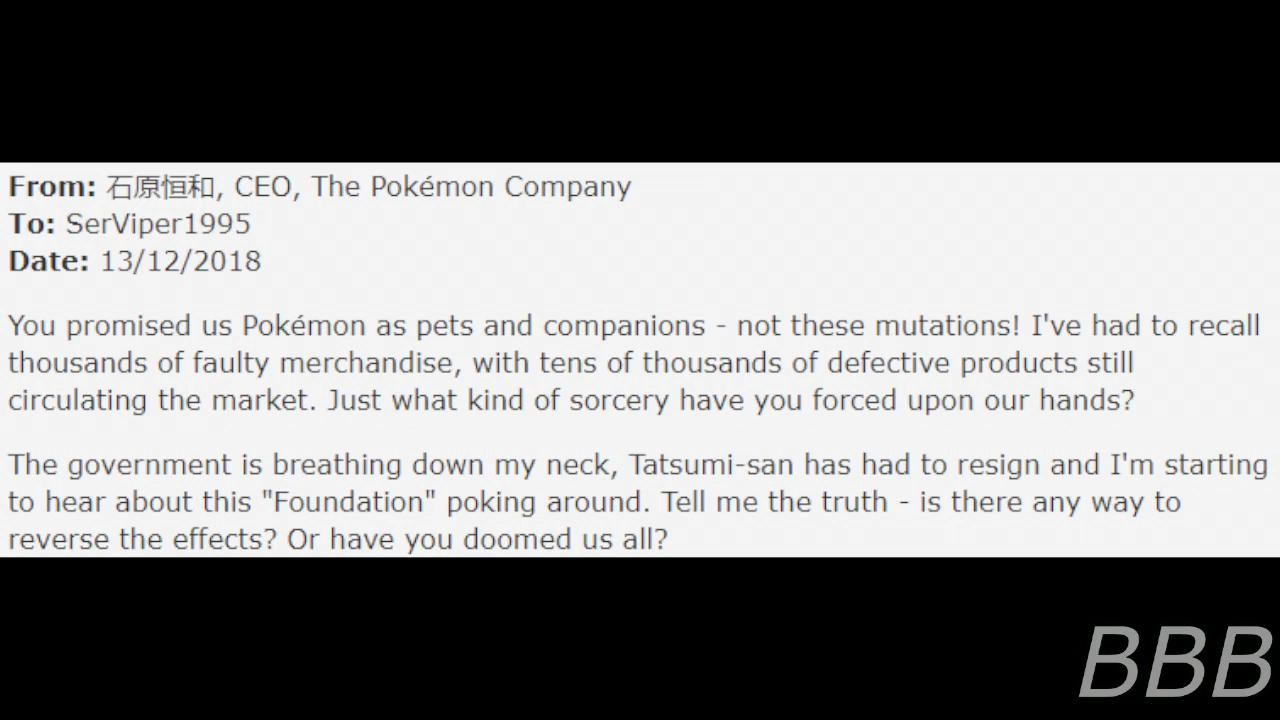 From: 石原恒和, CEO, The Pokémon Company
To: SerViper1995
Date: 13/12/2018
You promised us Pokémon as pets and companions - not these mutations! I've had to recall
thousands of faulty merchandise, with tens of thousands of defective products still
circulating the market. Just what kind of sorcery have you forced upon our hands?
The government is breathing down my neck, Tatsumi-san has had to resign and I'm starting
to hear about this "Foundation" poking around. Tell me the truth - is there any way to
reverse the effects? Or have you doomed us all?
BBB